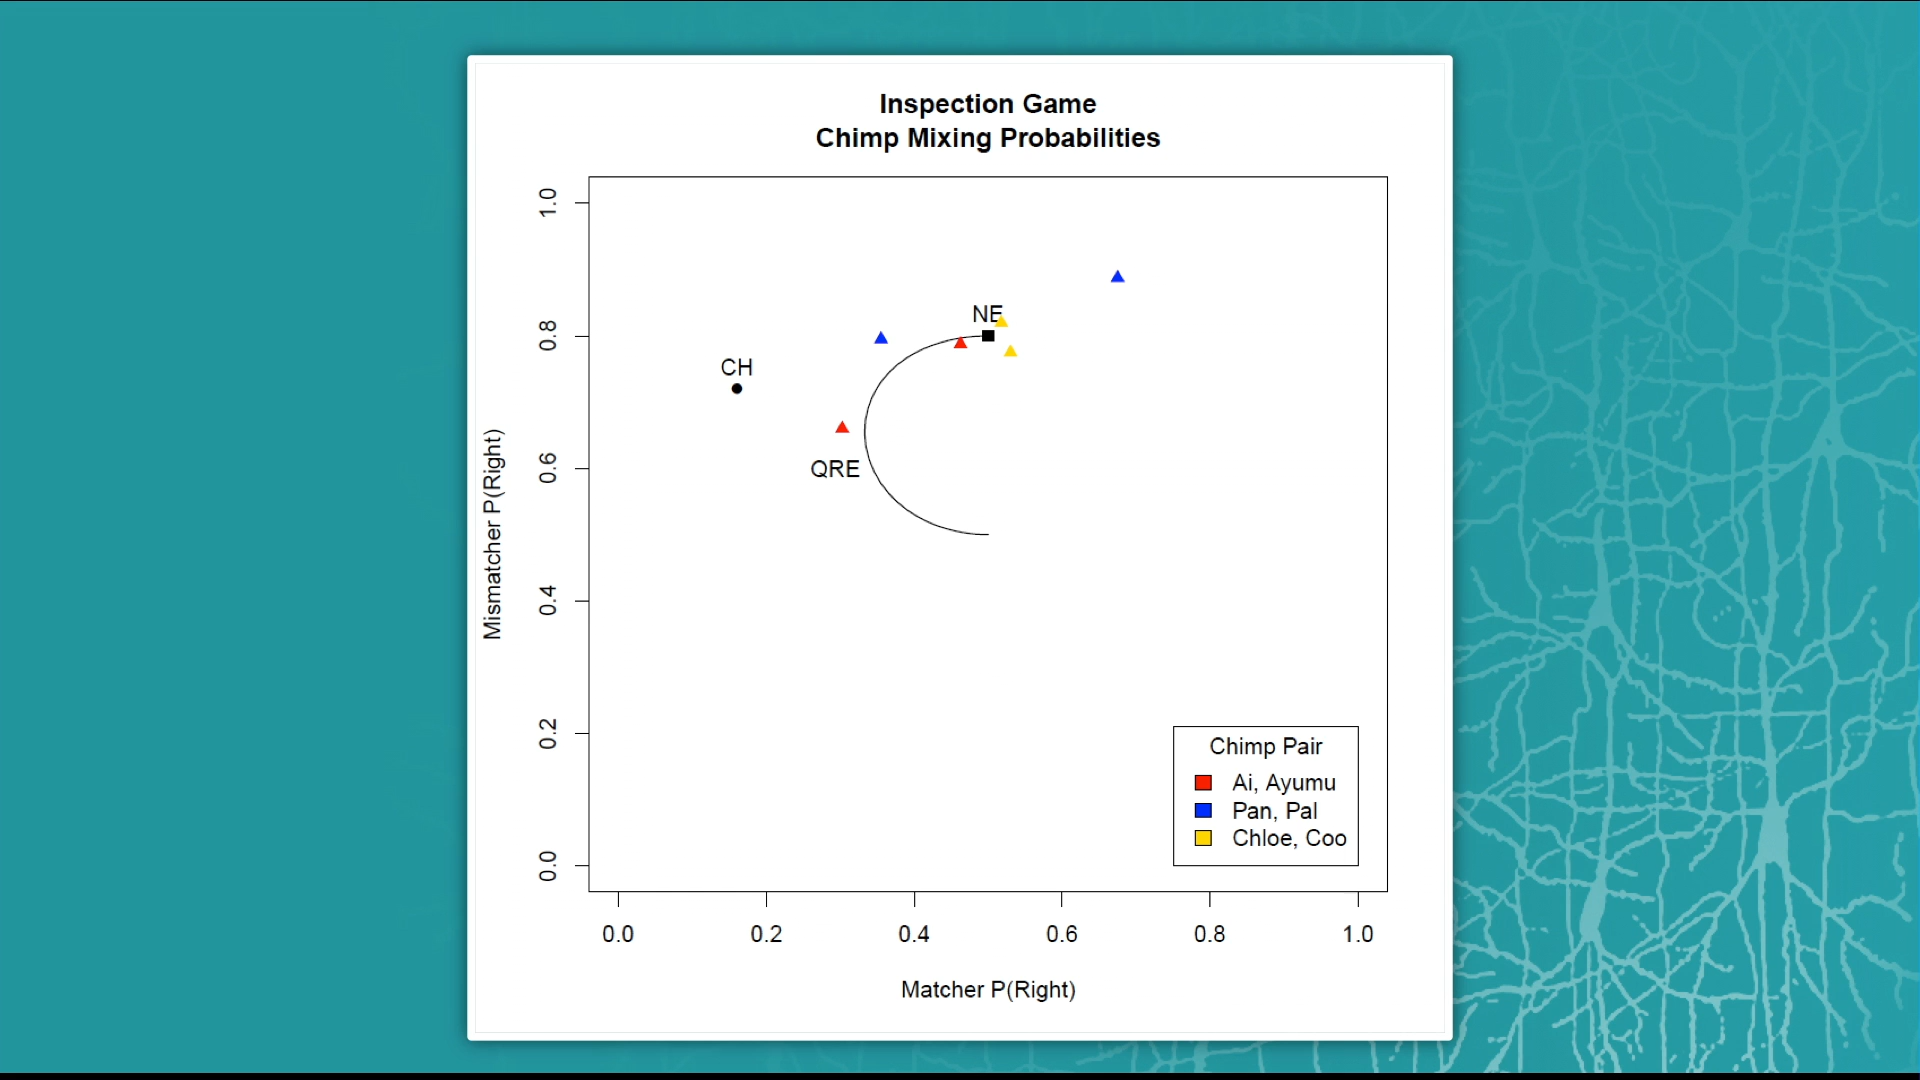 Inspection Game
Chimp Mixing Probabilities
Mismatcher P(Right)
1.0
0.8
0.6
0.4
0.2
0.0
NE
CH
QRE
Chimp Pair
Ai, Ayumu
Pan, Pal
Chloe, Coo
0.0 0.2 0.4 0.6 0.8 1.0
Matcher P(Right)